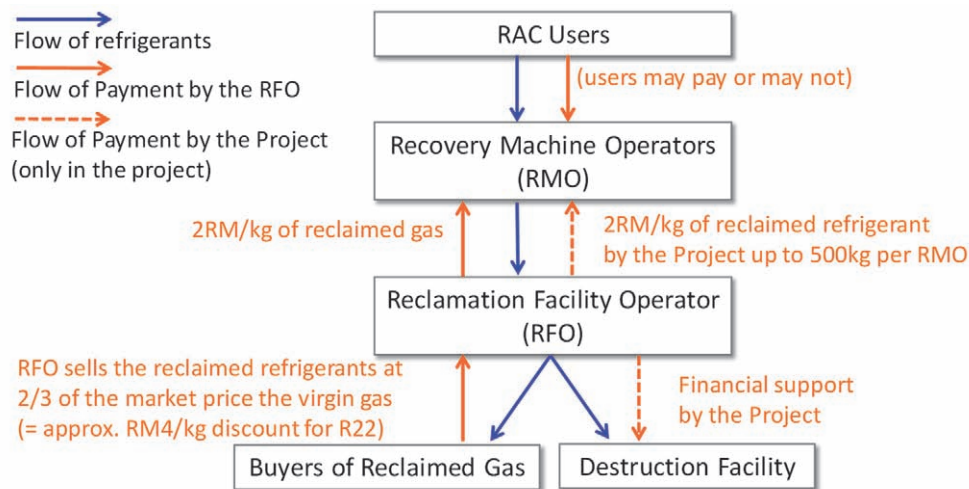 Flow of refrigerants
Flow of Payment by the RFO
Flow of Payment by the Project
(only in the project)
RAC Users
(users may pay or may not)
Recovery Machine Operators
(RMO)
2RM/kg of reclaimed gas
2RM/kg of reclaimed refrigerant
by the Project up to 500kg per RMO
Reclamation Facility Operator
(RFO)
RFO sells the reclaimed refrigerants at
2/3 of the market price the virgin gas
(= approx. RM4/kg discount for R22)
Financial support
by the Project
Buyers of Reclaimed Gas
Destruction Facility